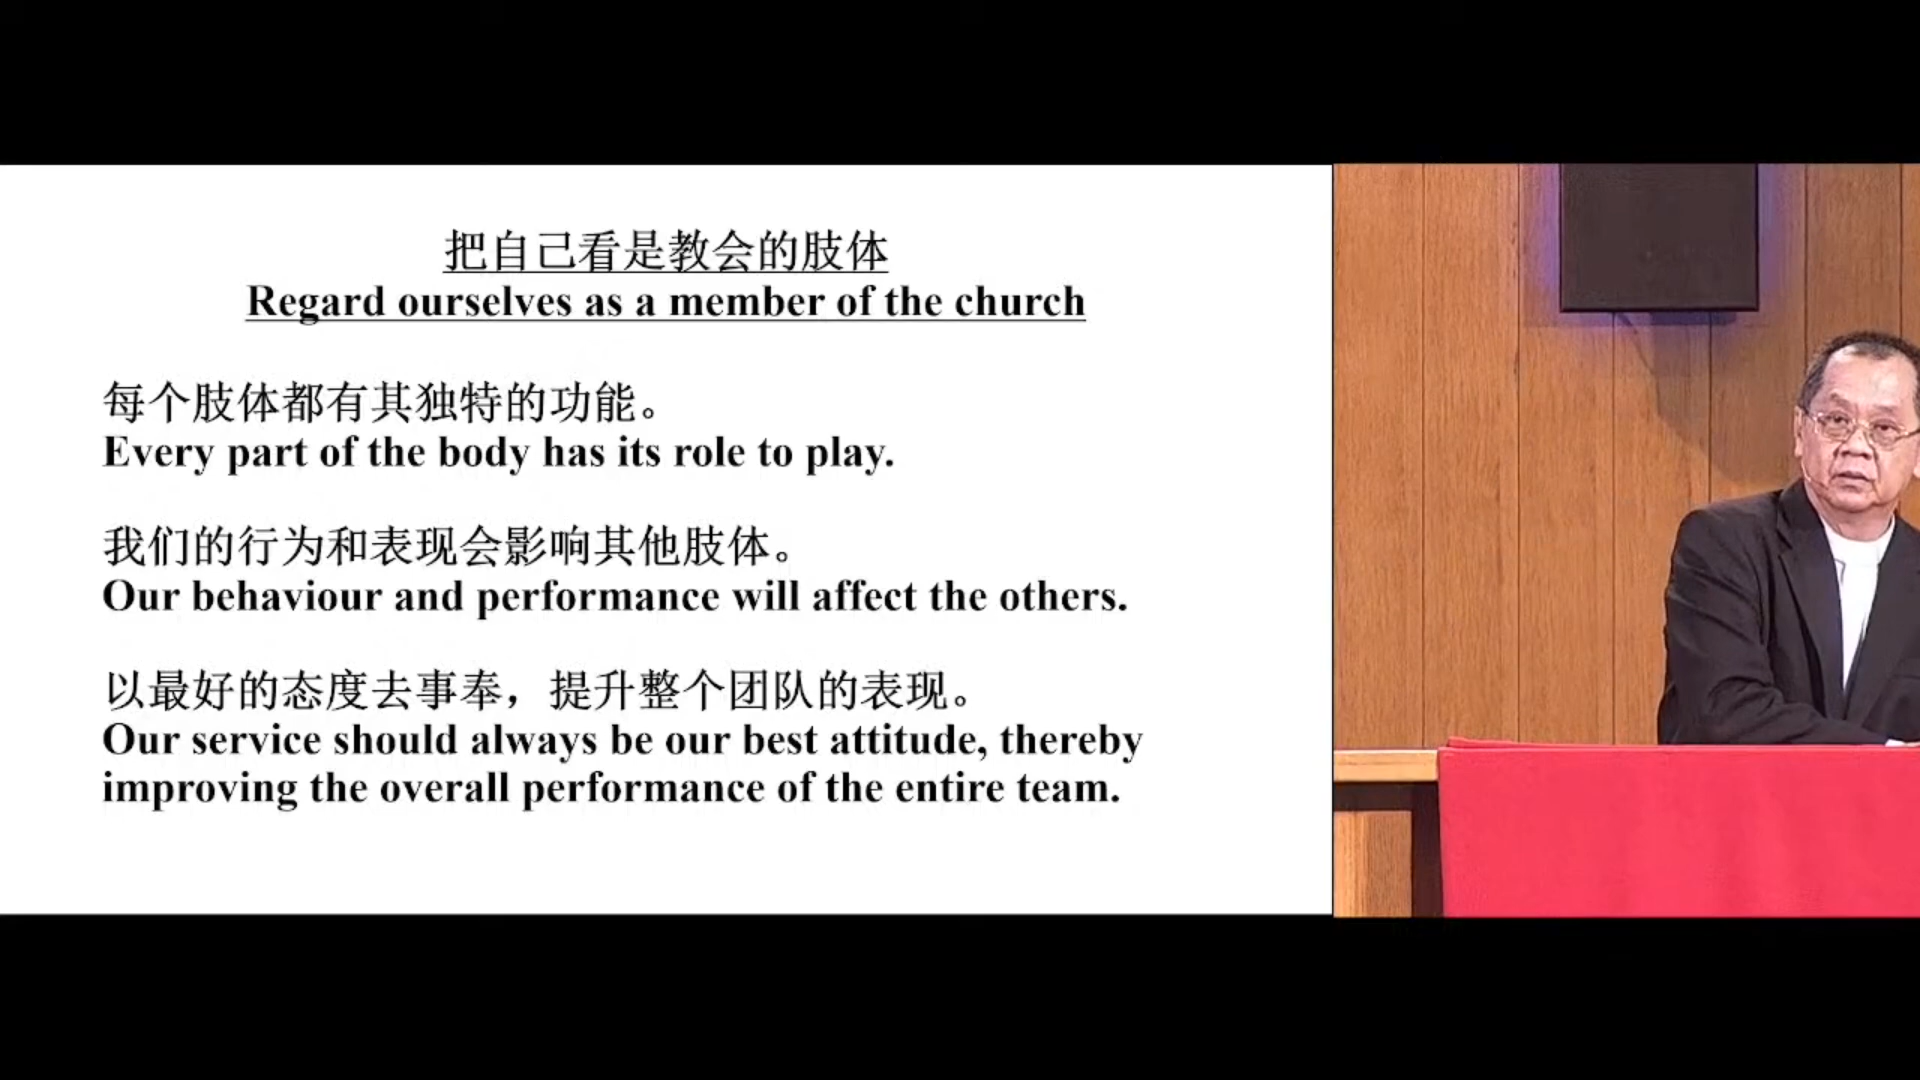 把自己看是教会的肢体
Regard ourselves as a member of the church
每个肢体都有其独特的功能。
Every part of the body has its role to play.
我们的行为和表现会影响其他肢体。
Our behaviour and performance will affect the others.
以最好的态度去事奉，提升整个团队的表现。
Our service should always be our best attitude, thereby
improving the overall performance of the entire team.